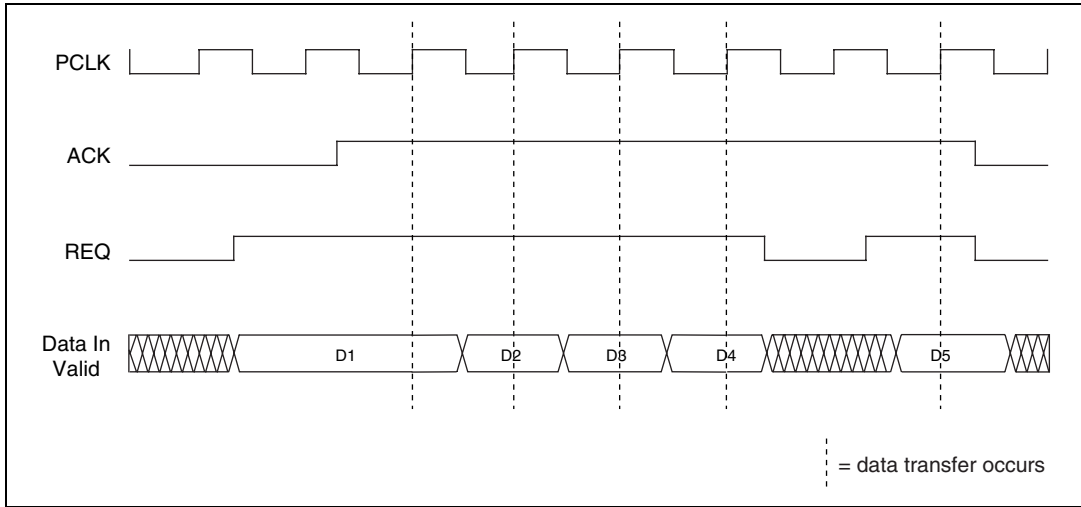 PCLK
ACK
REQ
Data In
Valid
D1
D2
D3
D4
D5
= data transfer occurs